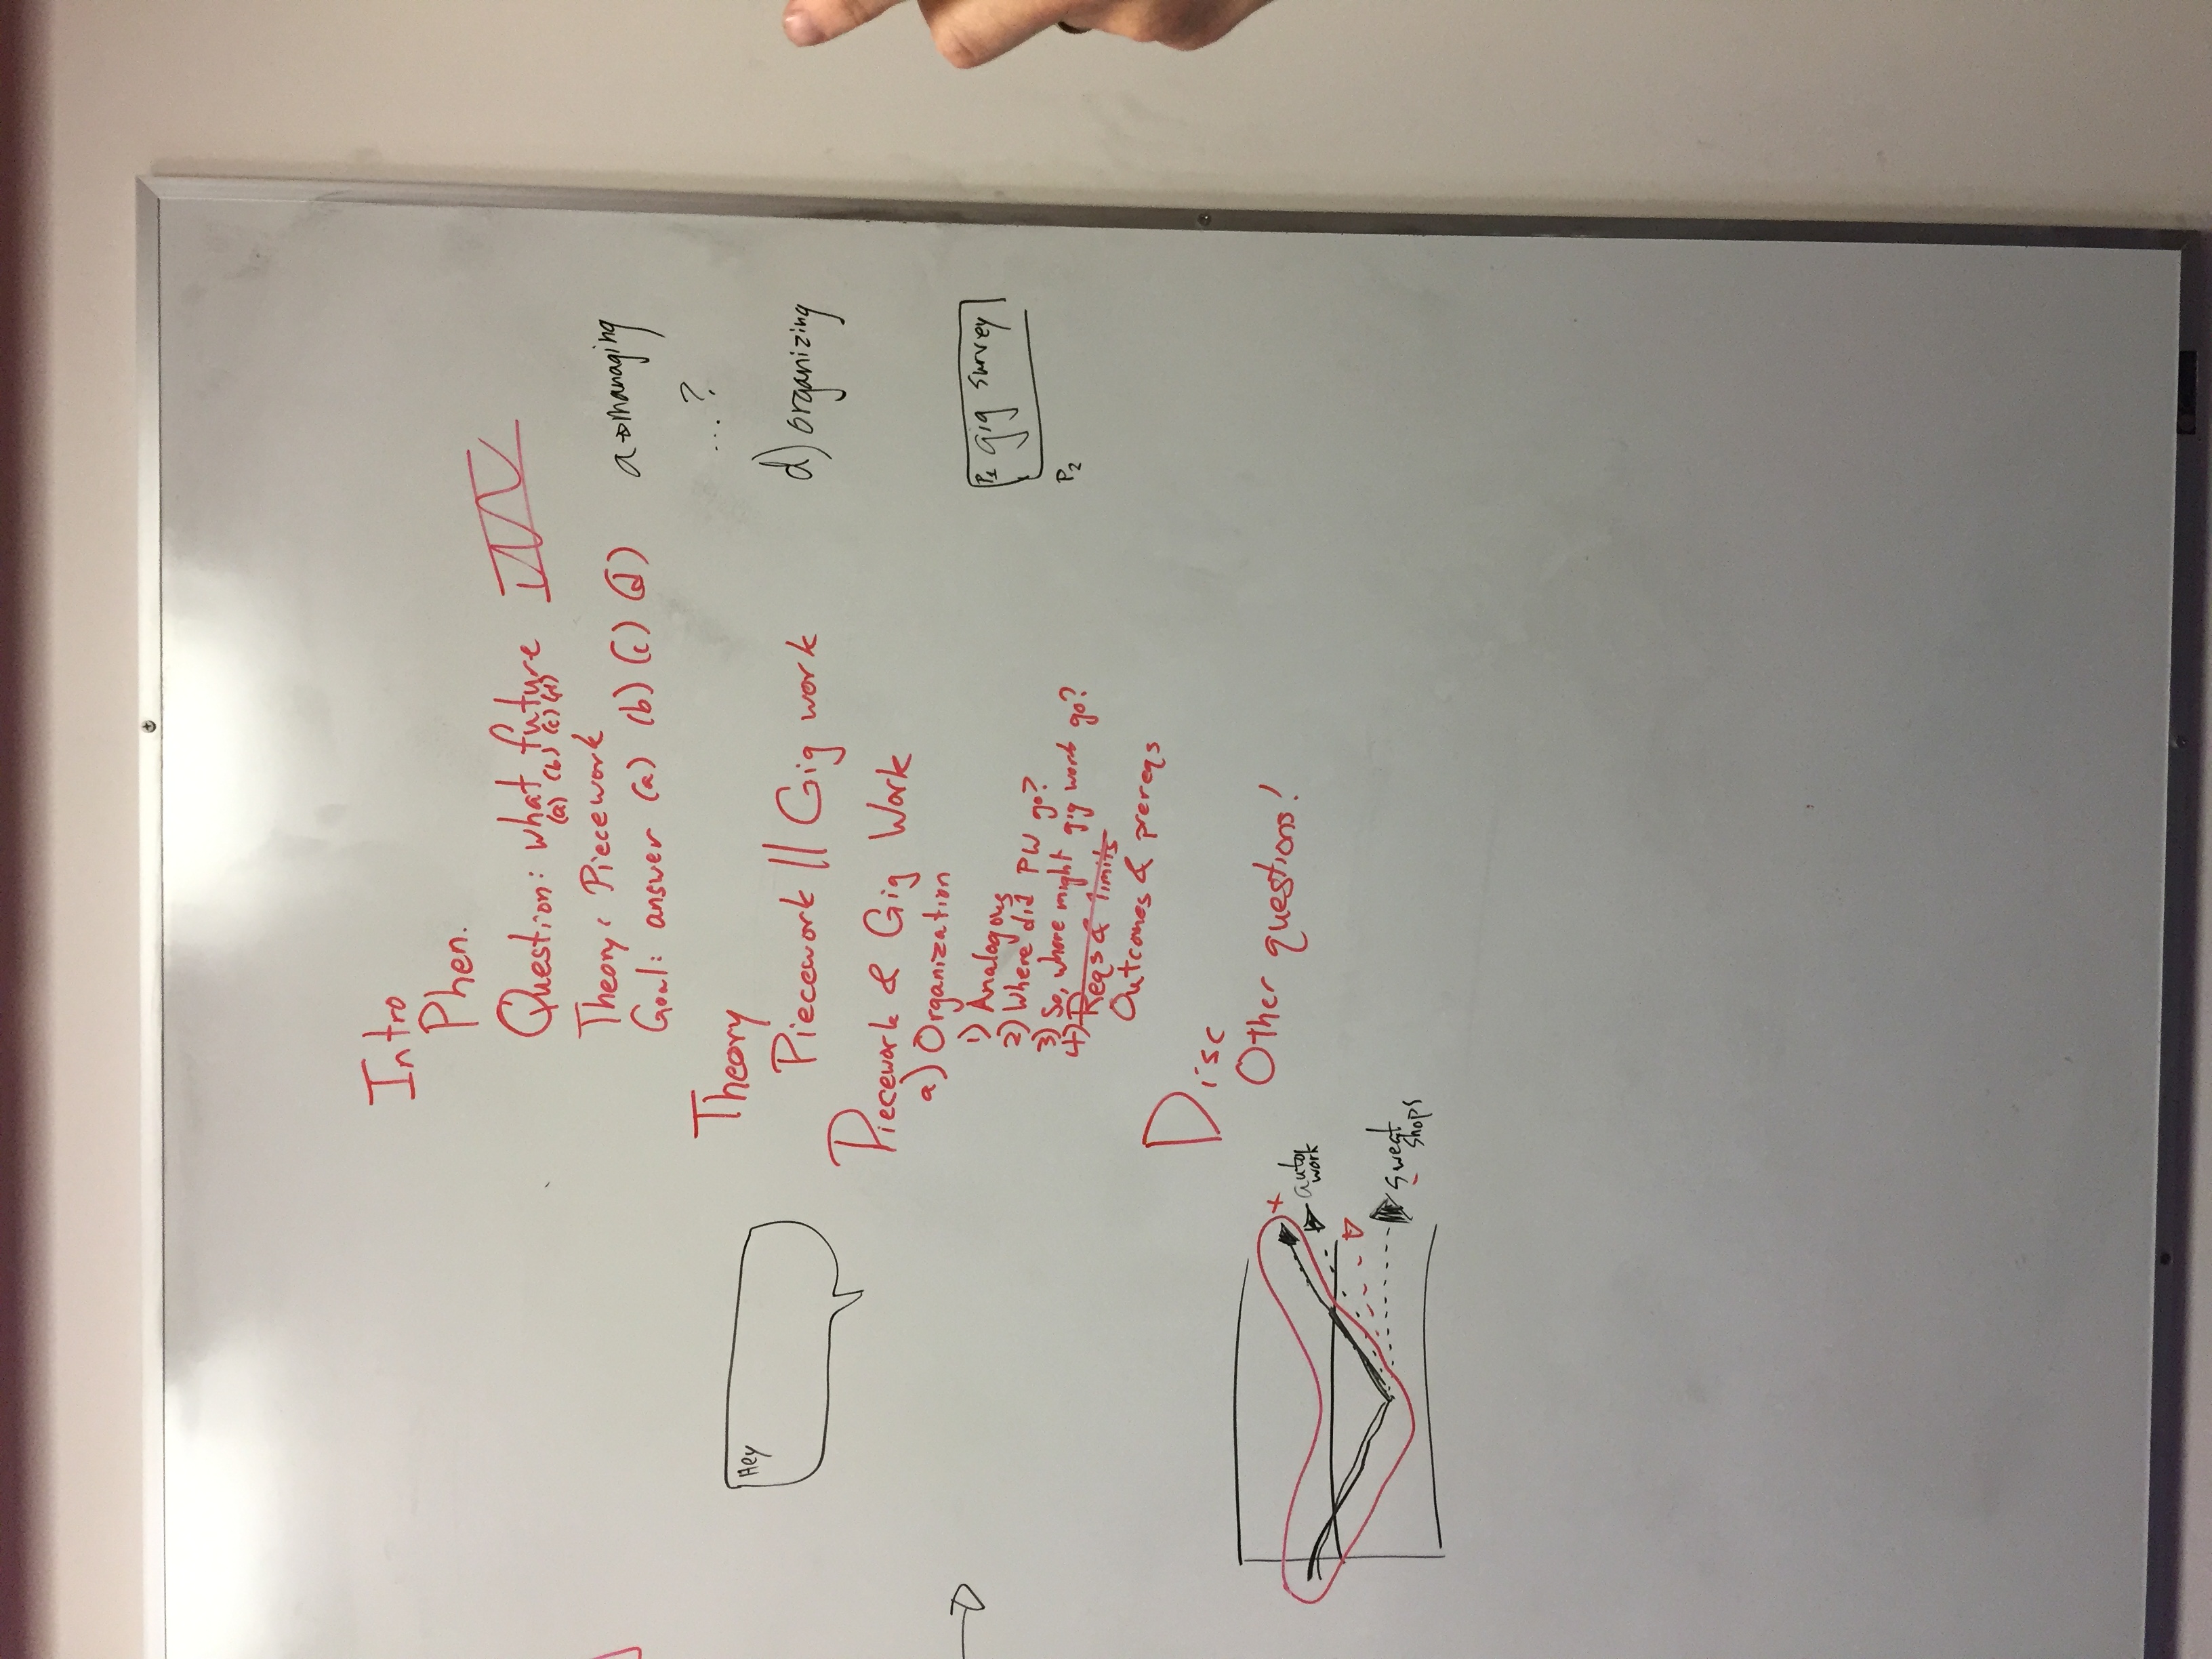 Intro
Phen.
Question: what future
(a) (b) (c) (d)
Theory: Piecework
Goal: answer (a) (b) (c) (d)
Theory
Piecework || Gig work
Piecework & Gig Work
a) Organization
1) Analogous
2) Where did PW go?
3) So, where might gig work go?
4) Reqs & limits
Outcomes & prereqs
Disc
Other questions!
a → managing
... ?
d) organizing
P1 gig survey
P2
Hey
+
auto
work
sweat
shops